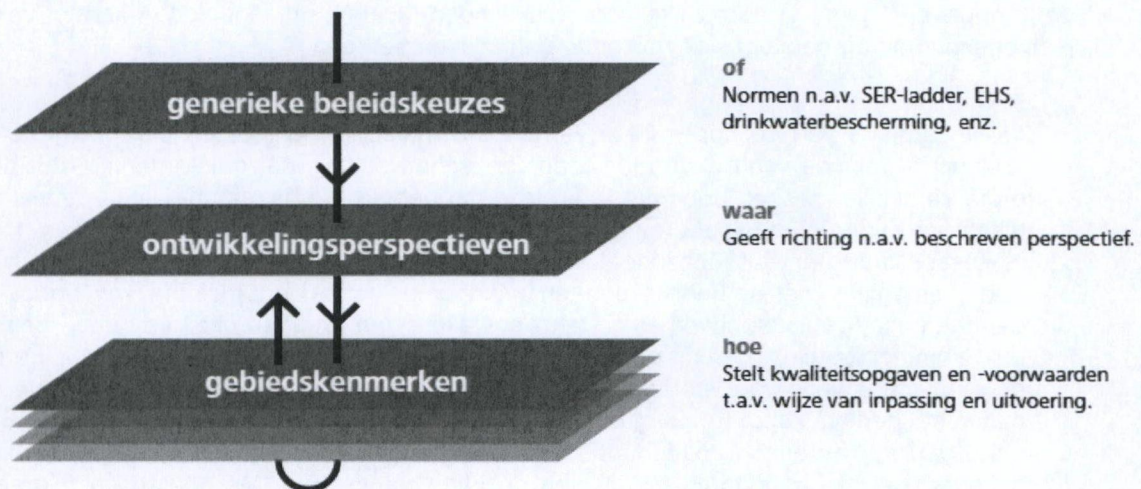 generieke beleidskeuzes
of
Normen n.a.v. SER-ladder, EHS,
drinkwaterbescherming, enz.
ontwikkelingsperspectieven
waar
Geeft richting n.a.v. beschreven perspectief.
gebiedskenmerken
hoe
Stelt kwaliteitsopgaven en -voorwaarden
t.a.v. wijze van inpassing en uitvoering.